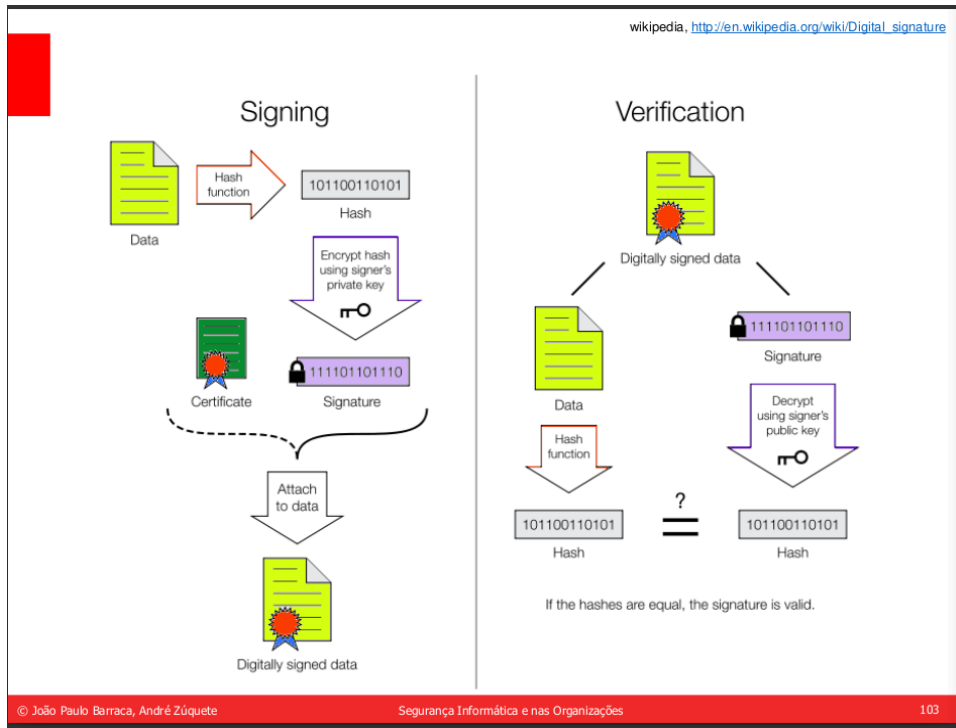 wikipedia, http://en.wikipedia.org/wiki/Digital_signature
Signing
Hash
function
101100110101
Hash
Data
Encrypt hash
using signer's
private key
111101101110
Certificate
Signature
Attach
to data
Digitally signed data
Verification
Digitally signed data
111101101110
Signature
Data
Decrypt
using signer's
public key
Hash
function
?
101100110101
101100110101
Hash
Hash
If the hashes are equal, the signature is valid.
© João Paulo Barraca, André Zúquete
Segurança Informática e nas Organizações
103